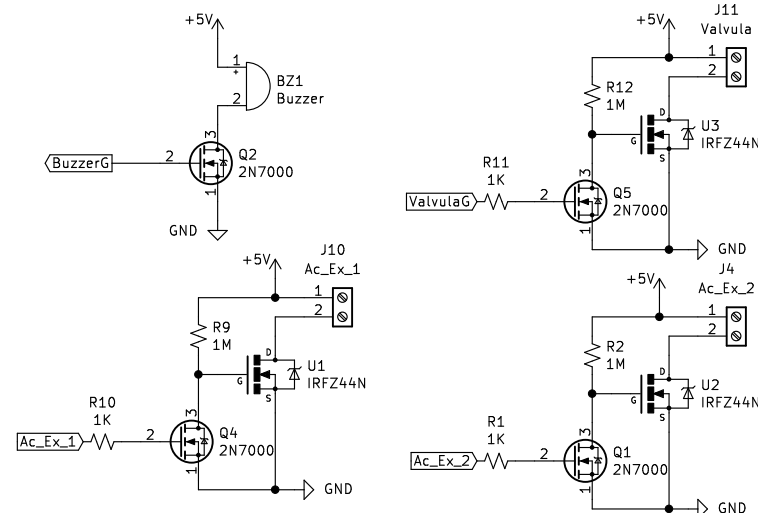 +5V
1
+
BZ1
Buzzer
2
3
BuzzerG
2
Q2
2N7000
1
GND
+5V
J11
Valvula
1
2
R12
1M
D
U3
IRFZ44N
G
S
R11
1K
3
ValvulaG
2
Q5
2N7000
1
GND
+5V
J10
Ac_Ex_1
1
2
R9
1M
D
U1
IRFZ44N
G
S
R10
1K
3
Ac_Ex_1
2
Q4
2N7000
1
GND
+5V
J4
Ac_Ex_2
1
2
R2
1M
D
U2
IRFZ44N
G
S
R1
1K
3
Ac_Ex_2
2
Q1
2N7000
1
GND